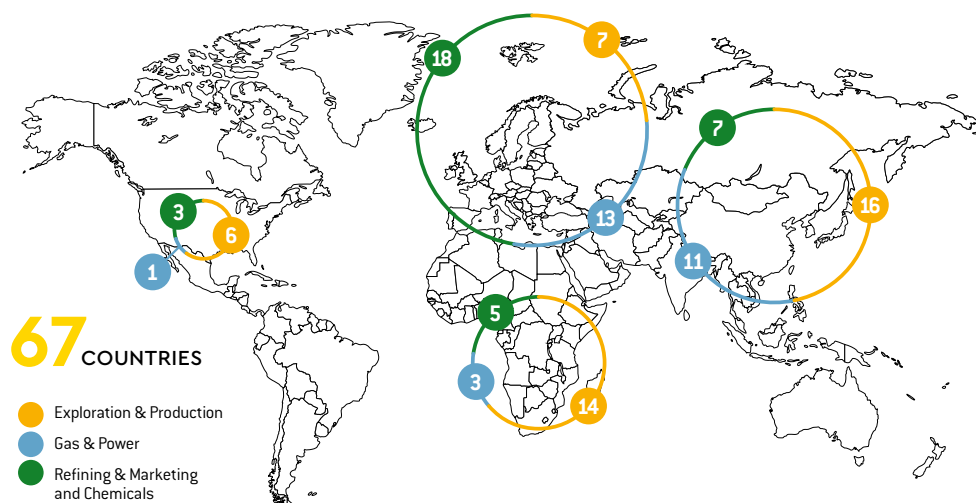 18
7
7
3
6
13
16
1
11
5
3
14
67 COUNTRIES
Exploration & Production
Gas & Power
Refining & Marketing
and Chemicals